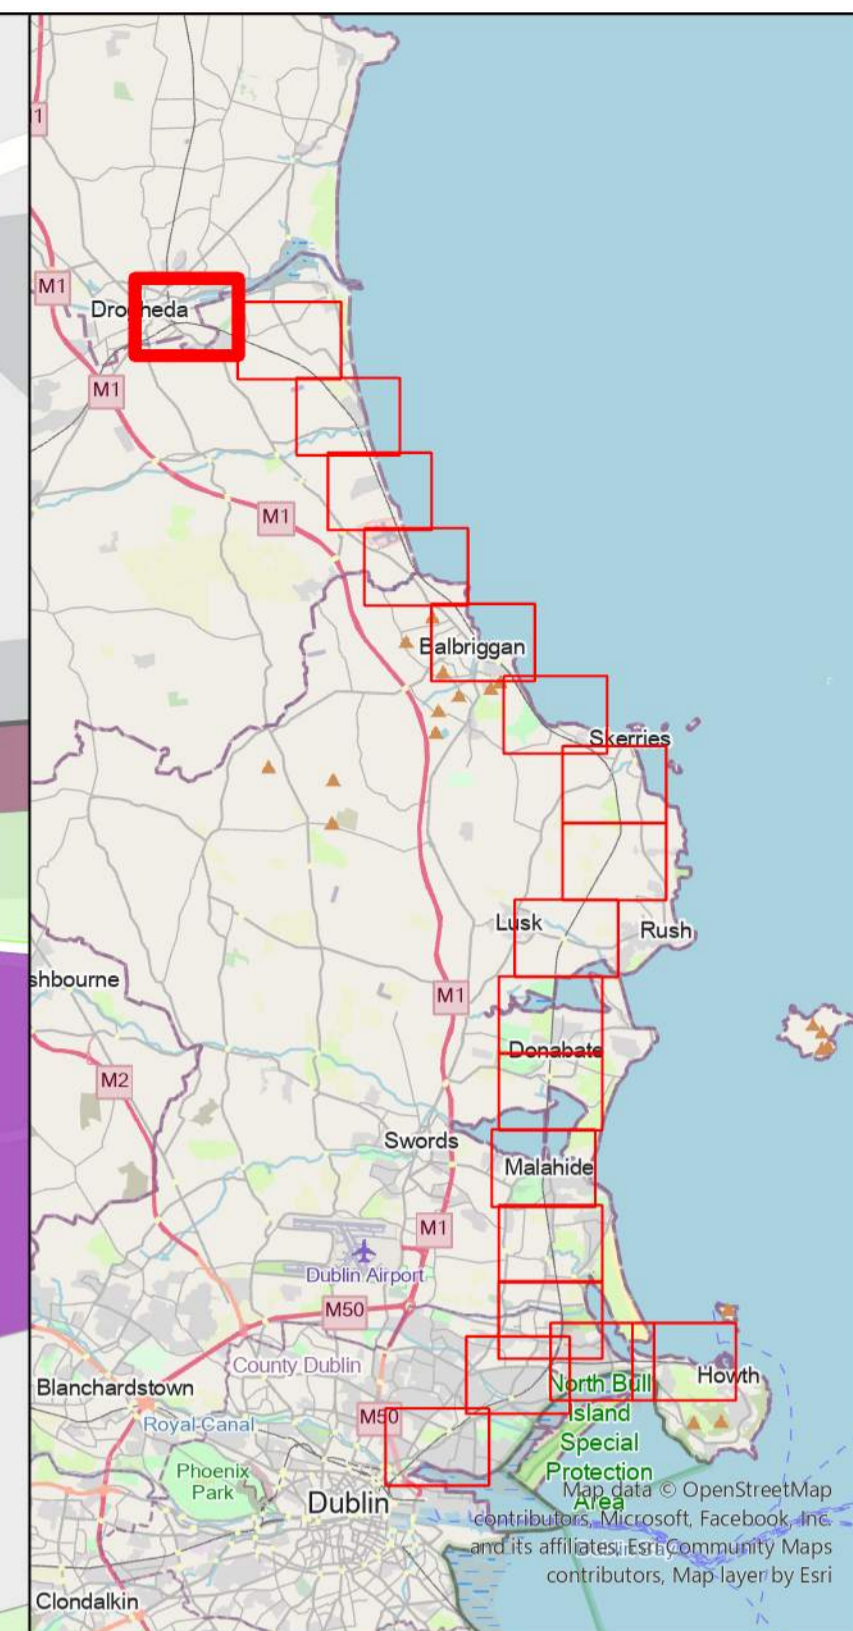 1
M1
Drogheda
M1
M1
Balbriggan
Skerries
Lusk
Rush
shbourne
M1
Donabate
M2
Swords
Malahide
M1
Dublin Airport
M50
County Dublin
Howth
Blanchardstown
North Bull
Island
Special
Protection
Area
Royal Canal
M50
Phoenix
Park
Dublin
Map data © OpenStreetMap
contributors, Microsoft, Facebook, Inc.
and its affiliates, Esri Community Maps
contributors, Map layer by Esri
Clondalkin